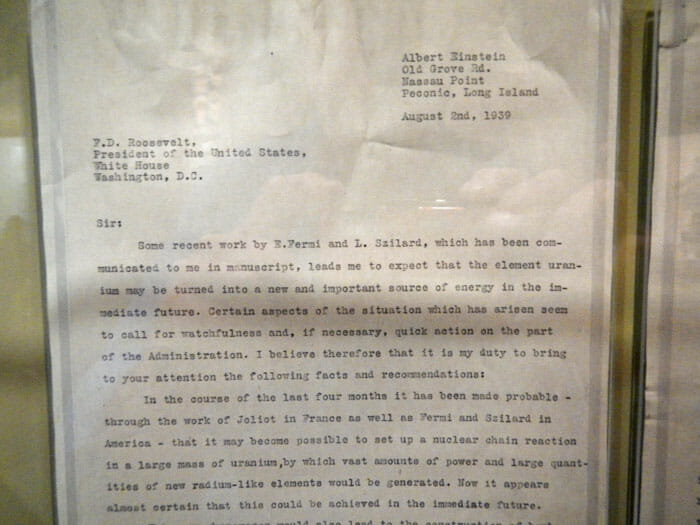 Albert Einstein
Old Grove Rd.
Nassau Point
Peconic, Long Island
August 2nd, 1939
F.D. Roosevelt,
President of the United States,
White House
Washington, D.C.
Sir:
Some recent work by E.Fermi and L. Szilard, which has been com-
municated to me in manuscript, leads me to expect that the element uran-
ium may be turned into a new and important source of energy in the im-
mediate future. Certain aspects of the situation which has arisen seem
to call for watchfulness and, if necessary, quick action on the part
of the Administration. I believe therefore that it is my duty to bring
to your attention the following facts and recommendations:
In the course of the last four months it has been made probable -
through the work of Joliot in France as well as Fermi and Szilard in
America - that it may become possible to set up a nuclear chain reaction
in a large mass of uranium,by which vast amounts of power and large quant-
ities of new radium-like elements would be generated. Now it appears
almost certain that this could be achieved in the immediate future.
would also lead to the construction of